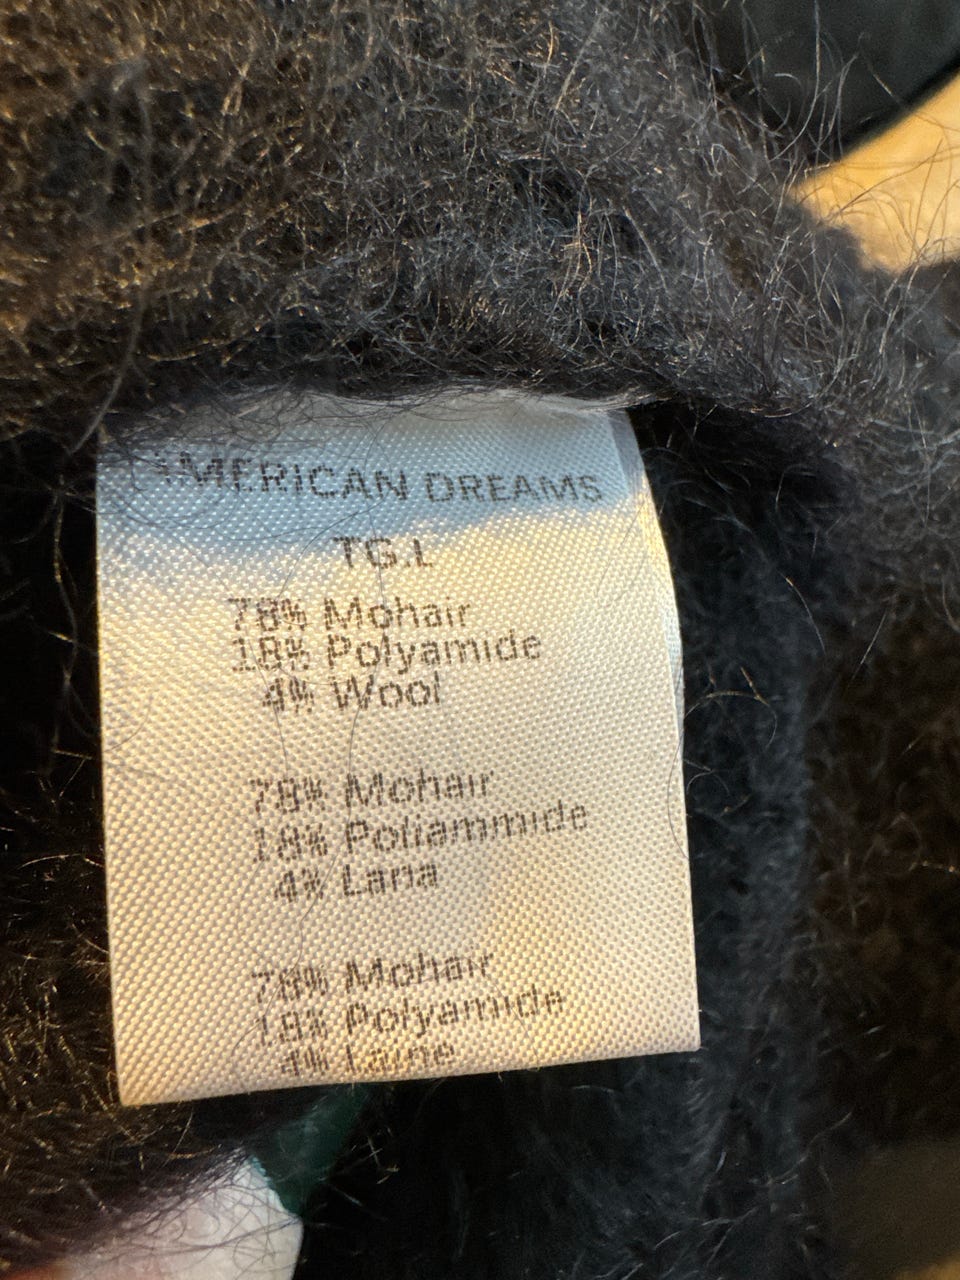 AMERICAN DREAMS
TG.L
78% Mohair
18% Polyamide
4% Wool
78% Mohair
18% Poliammide
4% Lana
78% Mohair
18% Polyamide
4% Laine